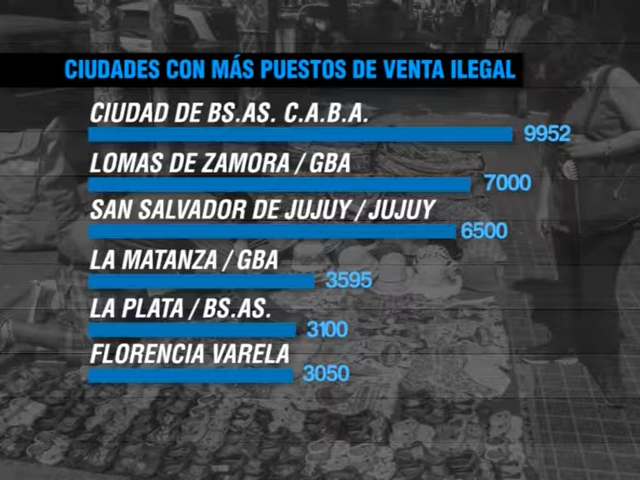 CIUDADES CON MÁS PUESTOS DE VENTA ILEGAL
CIUDAD DE BS.AS. C.A.B.A.
9952
LOMAS DE ZAMORA / GBA
7000
SAN SALVADOR DE JUJUY / JUJUY
6500
LA MATANZA / GBA
3595
LA PLATA / BS.AS.
3100
FLORENCIA VARELA
3050